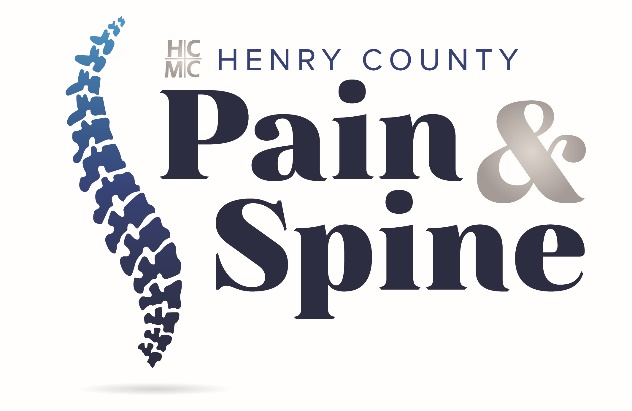 HC
MC
HENRY COUNTY
Pain &
Spine